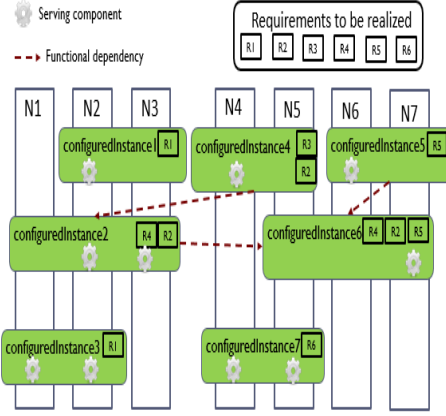 Serving component
Functional dependency
Requirements to be realized
R1 R2 R3 R4 R5 R6
N1 N2 N3 N4 N5 N6 N7
configuredInstance1 R1
configuredInstance4 R3
R2
configuredInstance5 R5
configuredInstance2 R4 R2
configuredInstance6 R4 R2 R5
configuredInstance3 R1
configuredInstance7 R6